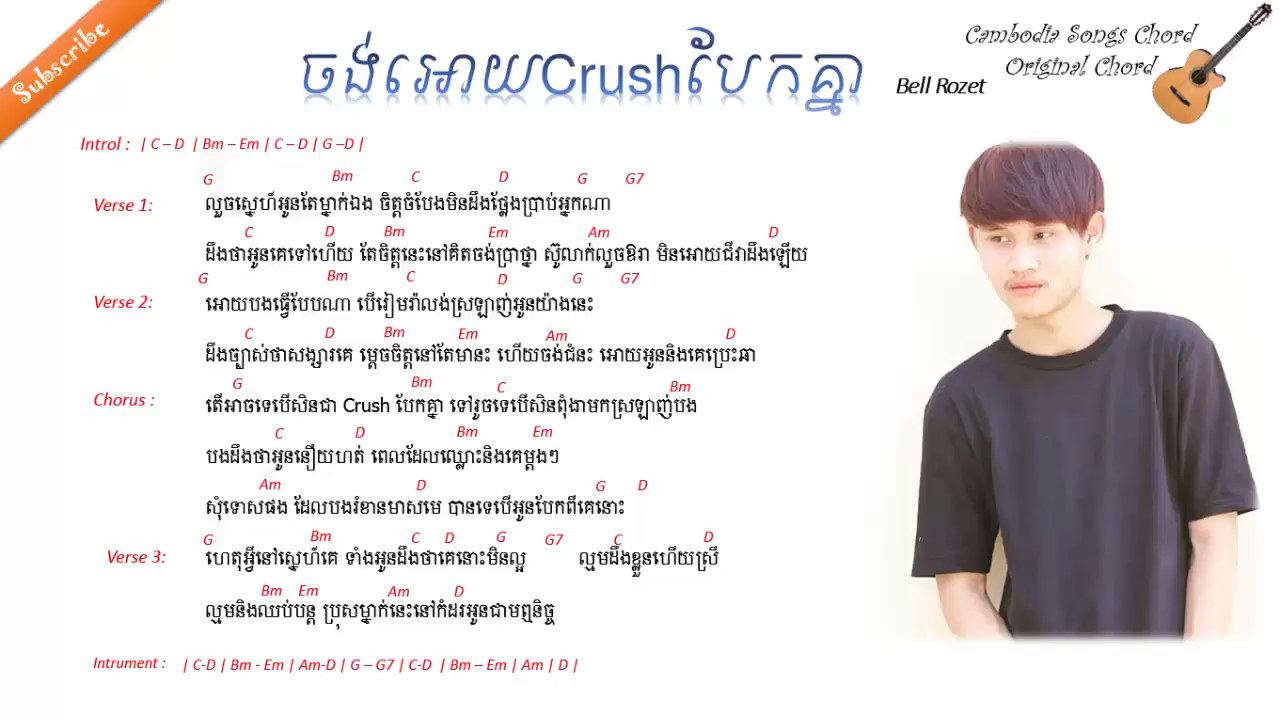 Subscribe
ចង់អោយCrushបែកគ្នា
Bell Rozet
Cambodia Songs Chord
Original Chord
Introl : | C – D | Bm – Em | C – D | G –D |
G Bm C D G G7
Verse 1: លួចស្នេហ៍អូនតែម្នាក់ឯង ចិត្តចំបែងមិនដឹងថ្លែងប្រាប់អ្នកណា
C D Bm Em Am D
ដឹងថាអូនគេទៅហើយ តែចិត្តនេះនៅគិតចង់ប្រាថ្នា ស៊ូលាក់លួចឱរា មិនអោយជីវាដឹងឡើយ
G Bm C D G G7
Verse 2: អោយបងធ្វើបែបណា បើរៀមរ៉ាលង់ស្រឡាញ់អូនយ៉ាងនេះ
C D Bm Em Am D
ដឹងច្បាស់ថាសង្សារគេ ម្ដេចចិត្តនៅតែមានះ ហើយចង់ជំនះ អោយអូននិងគេប្រេះឆា
G Bm C Bm
Chorus : តើអាចទេបើសិនជា Crush បែកគ្នា ទៅរួចទេបើសិនពុំងាមកស្រឡាញ់បង
C D Bm Em
បងដឹងថាអូននឿយហត់ ពេលដែលឈ្លោះនិងគេម្ដងៗ
Am D G D
សុំទោសផង ដែលបងរំខានមាសមេ បានទេបើអូនបែកពីគេនោះ
G Bm C D G G7 C D
Verse 3: ហេតុអ្វីនៅស្នេហ៍គេ ទាំងអូនដឹងថាគេនោះមិនល្អ ល្មមដឹងខ្លួនហើយស្រី
Bm Em Am D
ល្មមនិងឈប់បន្ត ប្រុសម្នាក់នេះនៅកំដរអូនជាមព្ឭនិច្ច
Intrument : | C-D | Bm - Em | Am-D | G – G7 | C-D | Bm – Em | Am | D |